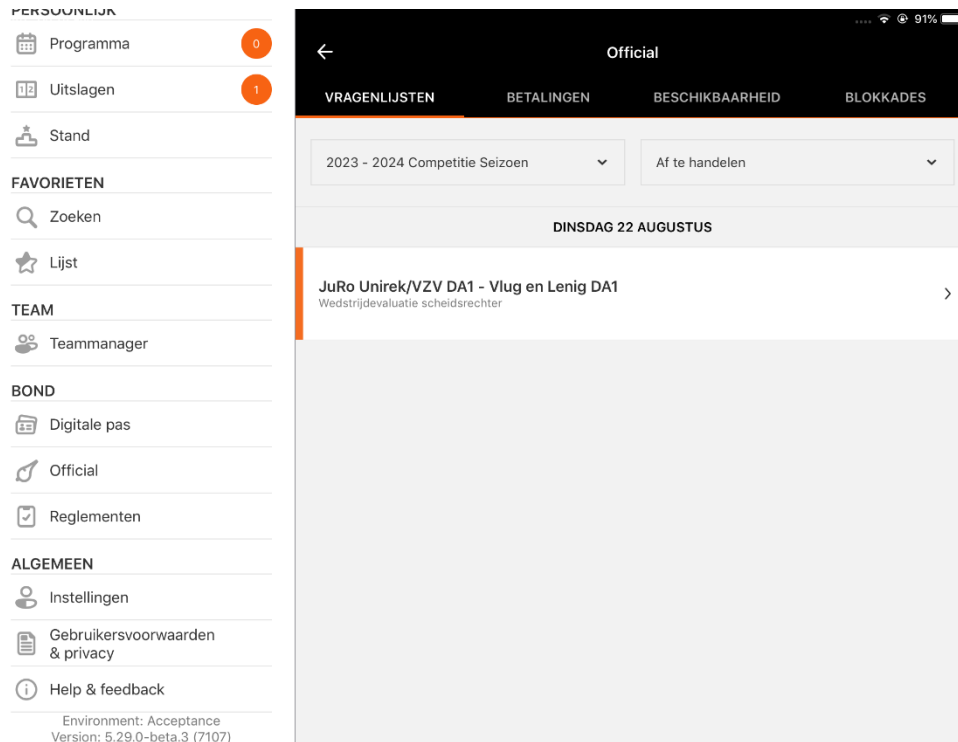 PERSOONLIJK
Programma
0
Uitslagen
1
Stand
FAVORIETEN
Zoeken
Lijst
TEAM
Teammanager
BOND
Digitale pas
Official
Reglementen
ALGEMEEN
Instellingen
Gebruikersvoorwaarden
& privacy
Help & feedback
Environment: Acceptance
Version: 5.29.0-beta.3 (7107)
91%
Official
VRAGENLIJSTEN BETALINGEN BESCHIKBAARHEID BLOKKADES
2023 - 2024 Competitie Seizoen Af te handelen
DINSDAG 22 AUGUSTUS
JuRo Unirek/VZV DA1 - Vlug en Lenig DA1
Wedstrijdevaluatie scheidsrechter